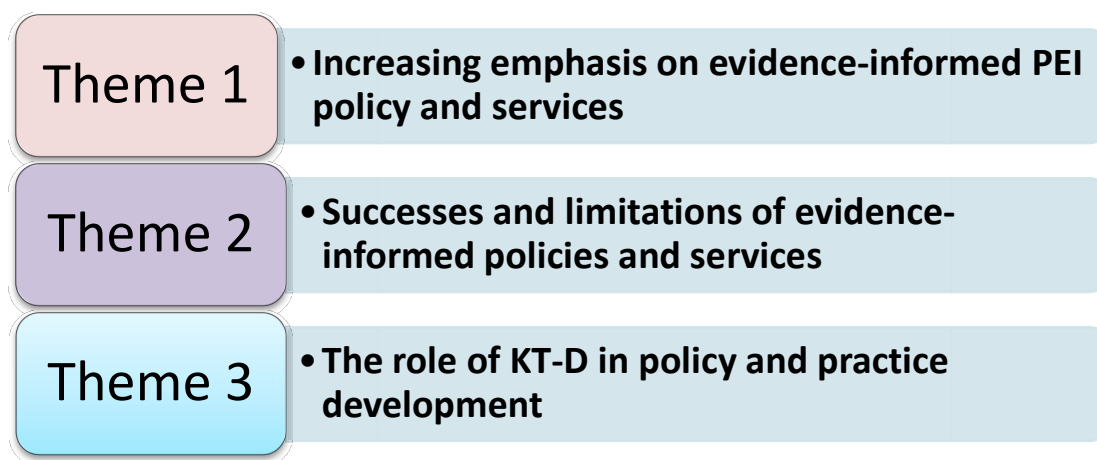 Theme 1
• Increasing emphasis on evidence-informed PEI
policy and services
Theme 2
• Successes and limitations of evidence-
informed policies and services
Theme 3
• The role of KT-D in policy and practice
development